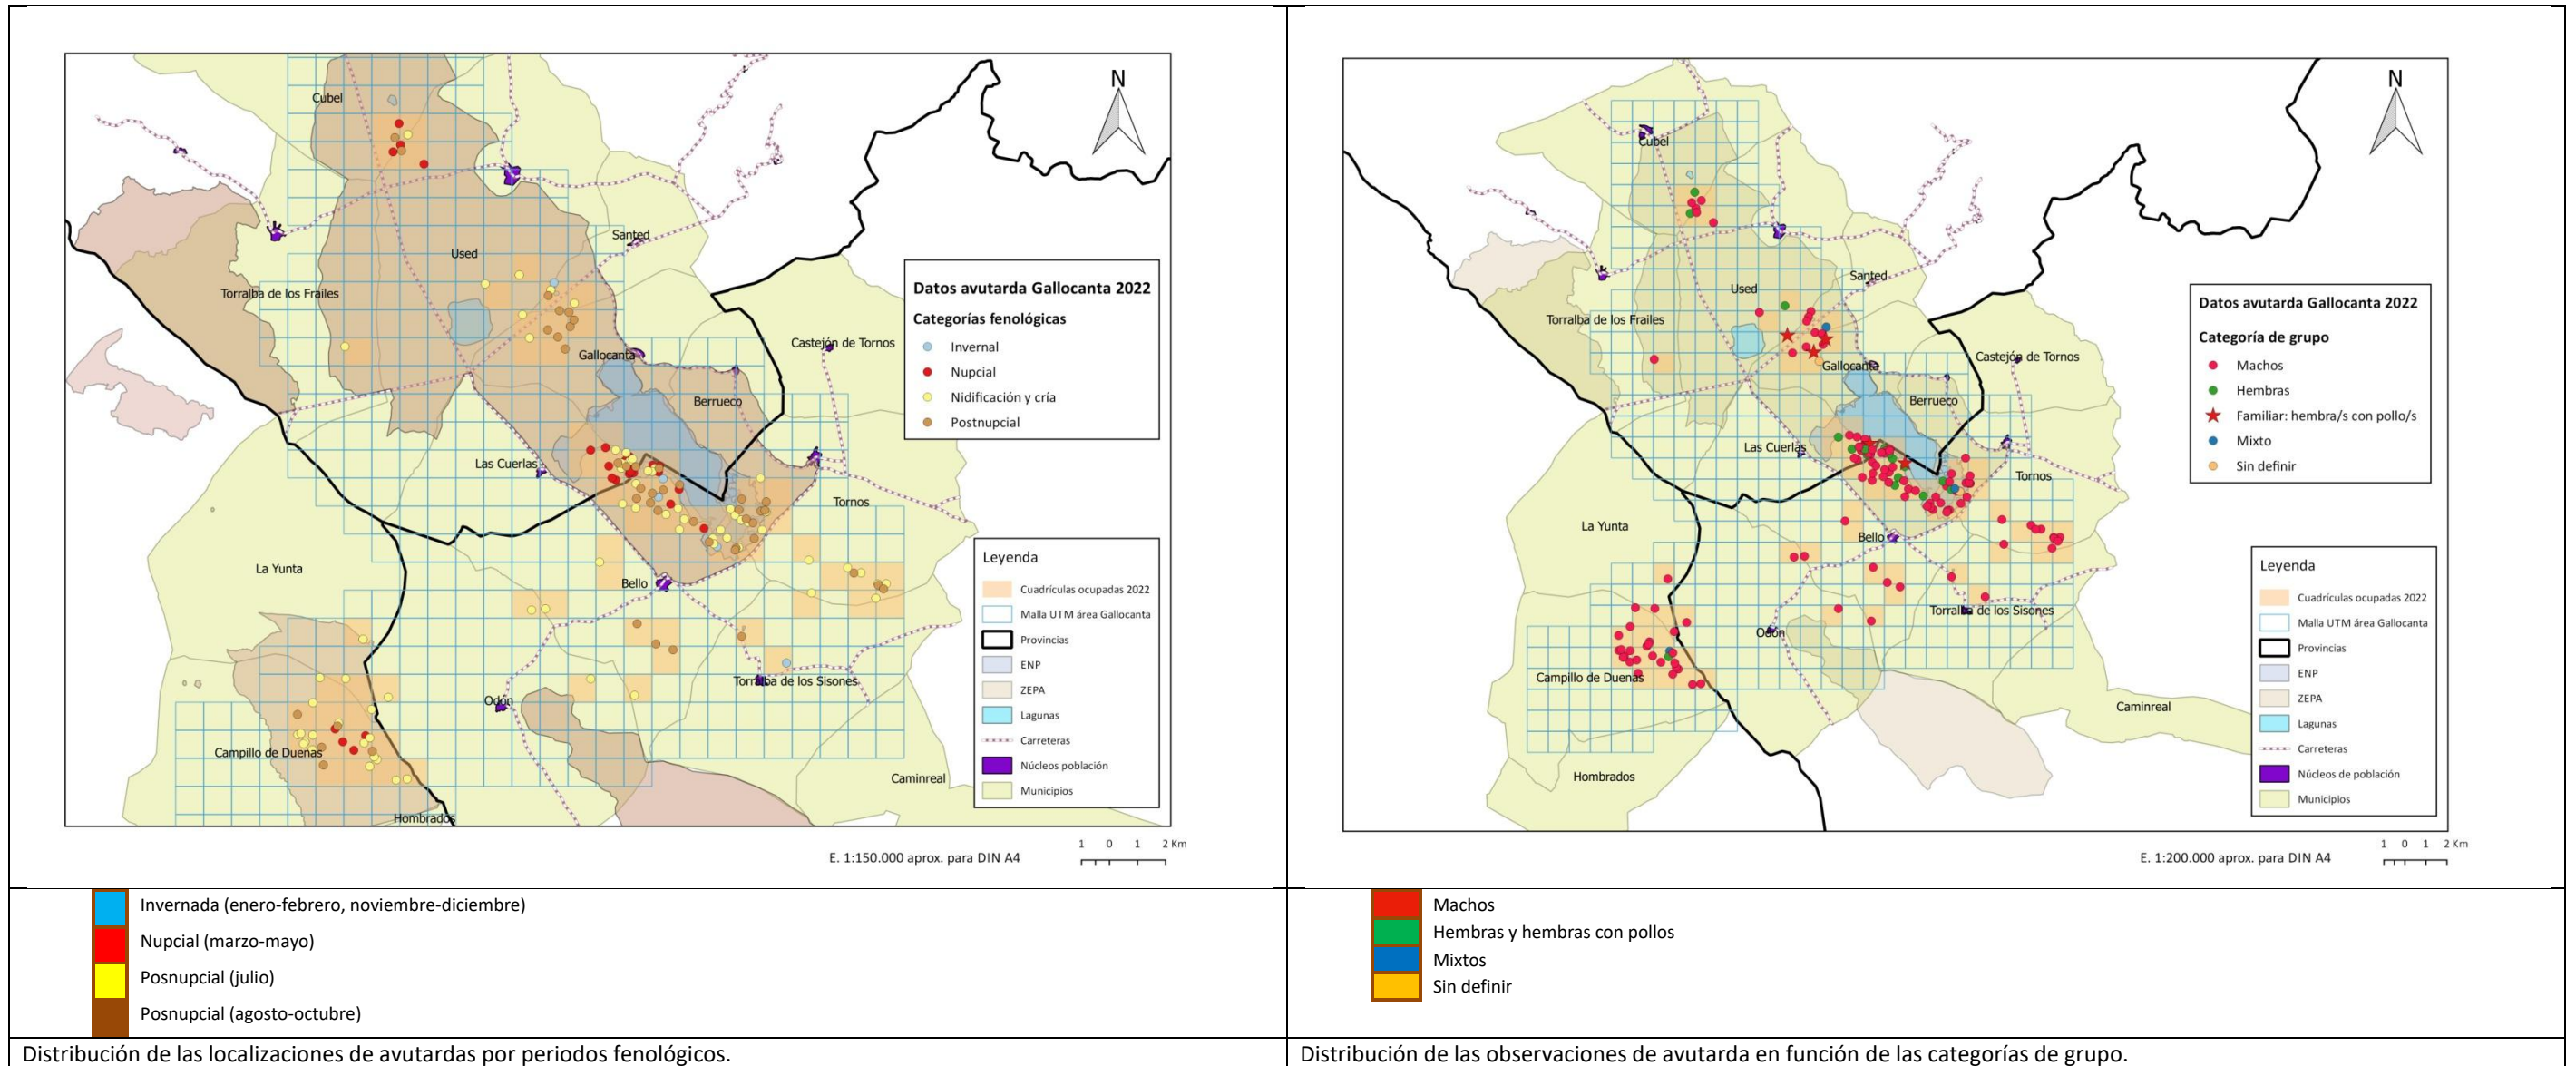 Cubel
Used
Santed
Torralba de los Frailes
Gallocanta
Castejón de Tornos
Berrueco
Las Cuerlas
Tornos
La Yunta
Bello
Torralba de los Sisones
Odón
Campillo de Duenas
Caminreal
Hombrados
N
Datos avutarda Gallocanta 2022
Categorías fenológicas
Invernal
Nupcial
Nidificación y cría
Postnupcial
Leyenda
Cuadrículas ocupadas 2022
Malla UTM área Gallocanta
Provincias
ENP
ZEPA
Lagunas
Carreteras
Núcleos población
Municipios
E. 1:150.000 aprox. para DIN A4
1 0 1 2 Km
Cubel
Used
Santed
Torralba de los Frailes
Gallocanta
Castejón de Tornos
Berrueco
Las Cuerlas
Tornos
La Yunta
Bello
Torralba de los Sisones
Odón
Campillo de Duenas
Caminreal
Hombrados
N
Datos avutarda Gallocanta 2022
Categoría de grupo
Machos
Hembras
Familiar: hembra/s con pollo/s
Mixto
Sin definir
Leyenda
Cuadrículas ocupadas 2022
Malla UTM área Gallocanta
Provincias
ENP
ZEPA
Lagunas
Carreteras
Núcleos de población
Municipios
E. 1:200.000 aprox. para DIN A4
1 0 1 2 Km
Invernada (enero-febrero, noviembre-diciembre)
Nupcial (marzo-mayo)
Posnupcial (julio)
Posnupcial (agosto-octubre)
Machos
Hembras y hembras con pollos
Mixtos
Sin definir
Distribución de las localizaciones de avutardas por periodos fenológicos.
Distribución de las observaciones de avutarda en función de las categorías de grupo.